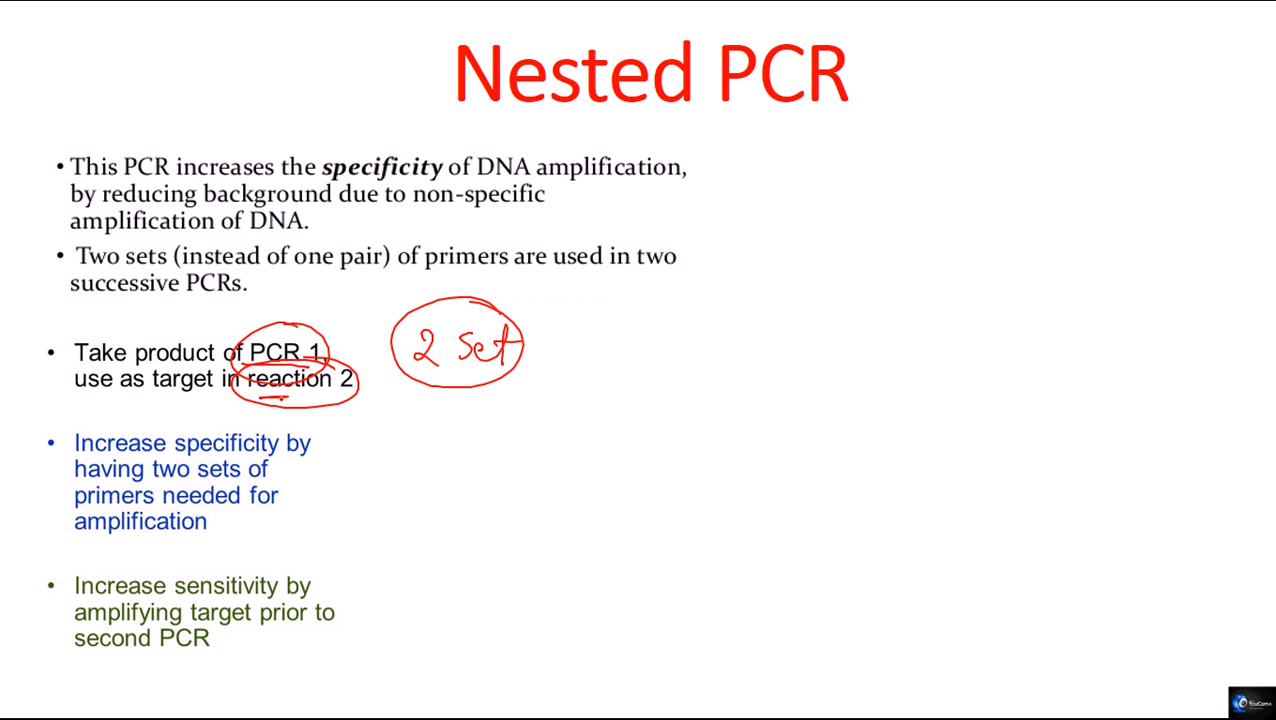 Nested PCR
• This PCR increases the specificity of DNA amplification,
by reducing background due to non-specific
amplification of DNA.
• Two sets (instead of one pair) of primers are used in two
successive PCRs.
• Take product of PCR 1,
use as target in reaction 2
2 set
• Increase specificity by
having two sets of
primers needed for
amplification
• Increase sensitivity by
amplifying target prior to
second PCR
YouCam